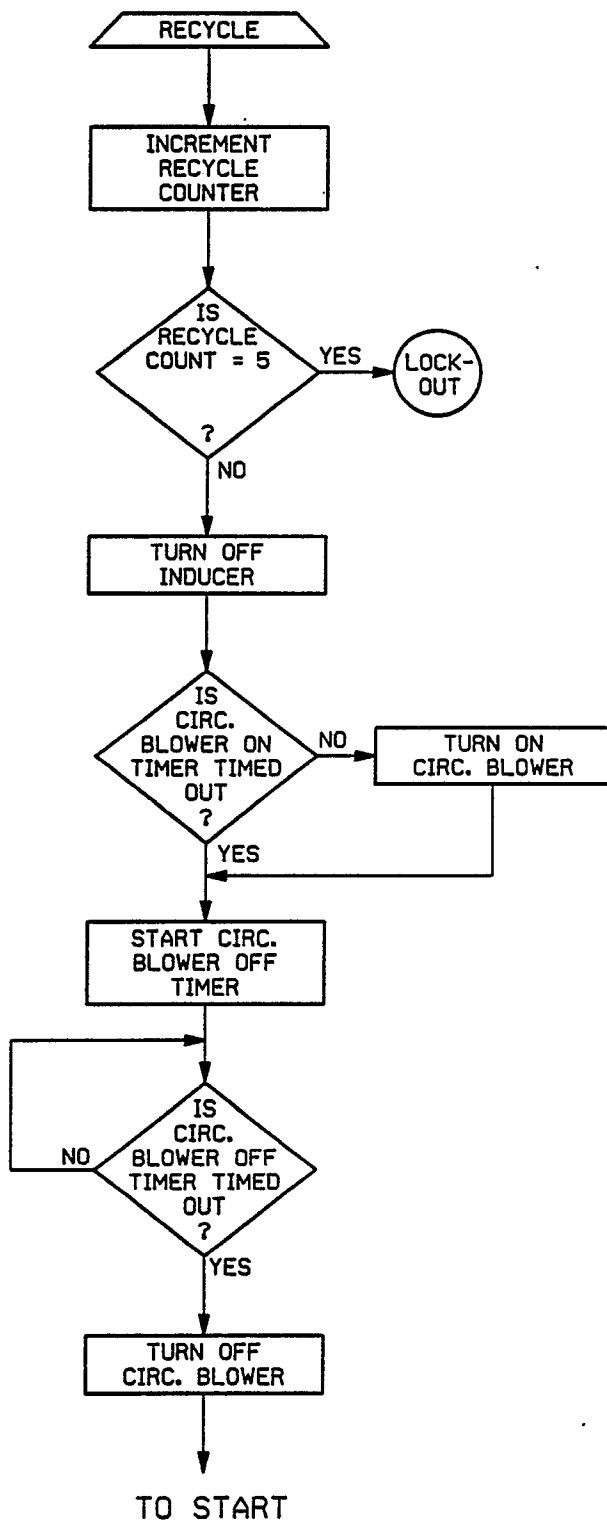 RECYCLE
INCREMENT
RECYCLE
COUNTER
IS
RECYCLE
COUNT = 5
?
YES
LOCK-
OUT
NO
TURN OFF
INDUCER
IS
CIRC.
BLOWER ON
TIMER TIMED
OUT
?
NO
TURN ON
CIRC. BLOWER
YES
START CIRC.
BLOWER OFF
TIMER
IS
CIRC.
BLOWER OFF
TIMER TIMED
OUT
?
NO
YES
TURN OFF
CIRC. BLOWER
TO START